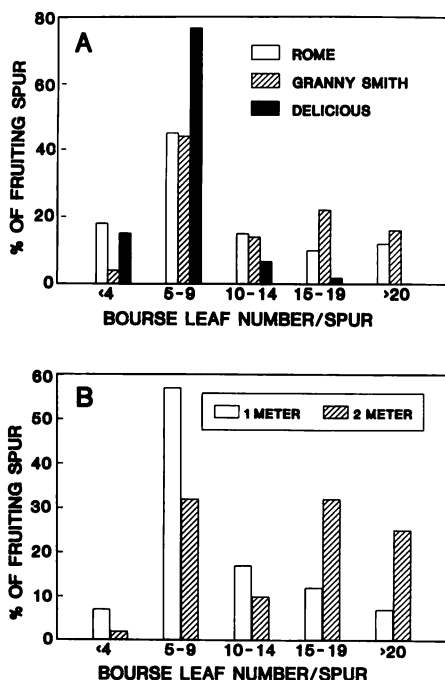 A
% OF FRUITING SPUR
80
60
40
20
0
ROME
GRANNY SMITH
DELICIOUS
<4
5-9
10-14
15-19
>20
BOURSE LEAF NUMBER/SPUR
B
% OF FRUITING SPUR
60
50
40
30
20
10
0
1 METER
2 METER
<4
5-9
10-14
15-19
>20
BOURSE LEAF NUMBER/SPUR